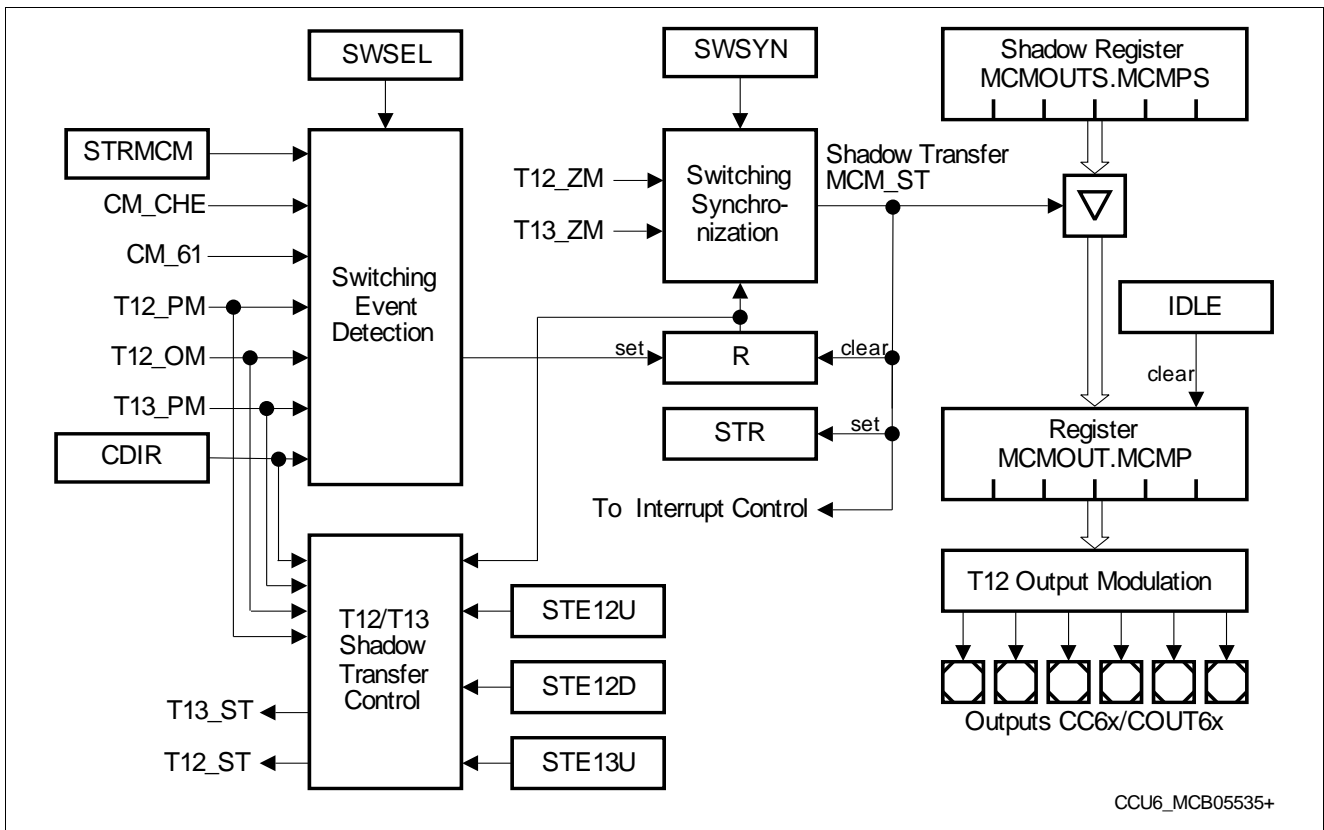 SWSEL
SWSYN
Shadow Register
MCMOUTS.MCMPS
STRMCM
CM_CHE
CM_61
T12_PM
T12_OM
T13_PM
CDIR
Switching
Event
Detection
T12_ZM
T13_ZM
Switching
Synchro-
nization
Shadow Transfer
MCM_ST
set
R
clear
STR
set
To Interrupt Control
IDLE
clear
Register
MCMOUT.MCMP
T12 Output Modulation
Outputs CC6x/COUT6x
T12/T13
Shadow
Transfer
Control
STE12U
STE12D
STE13U
T13_ST
T12_ST
CCU6_MCB05535+